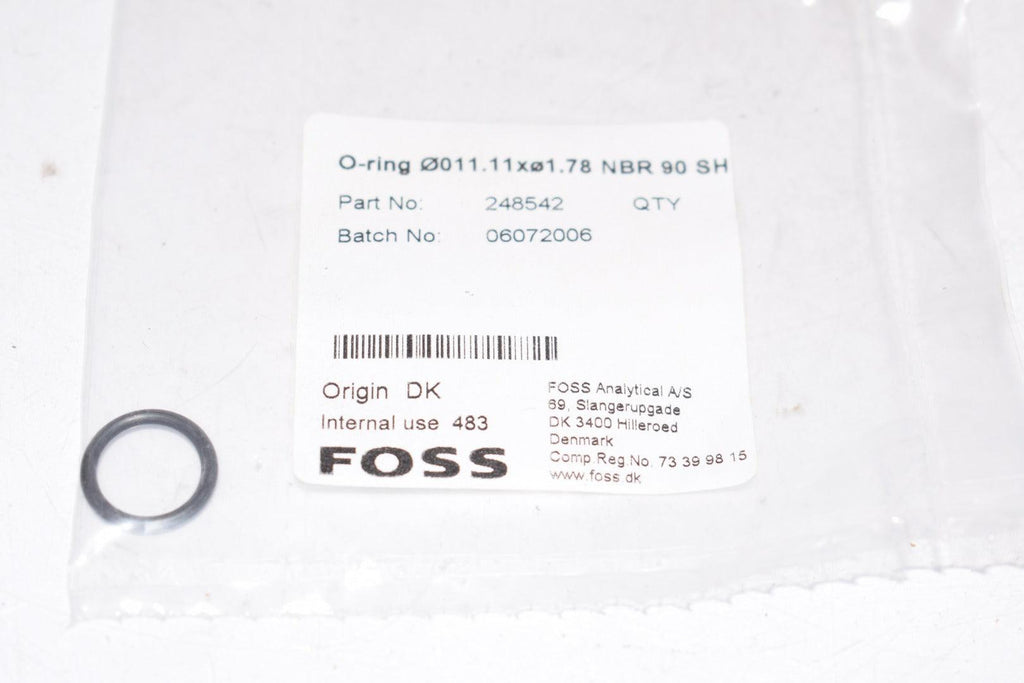 O-ring Ø011.11xø1.78 NBR 90 SH
Part No: 248542 QTY
Batch No: 06072006
Origin DK
Internal use 483
FOSS
FOSS Analytical A/S
69, Slangerupgade
DK 3400 Hilleroed
Denmark
Comp.Reg.No. 73 39 98 15
www.foss.dk